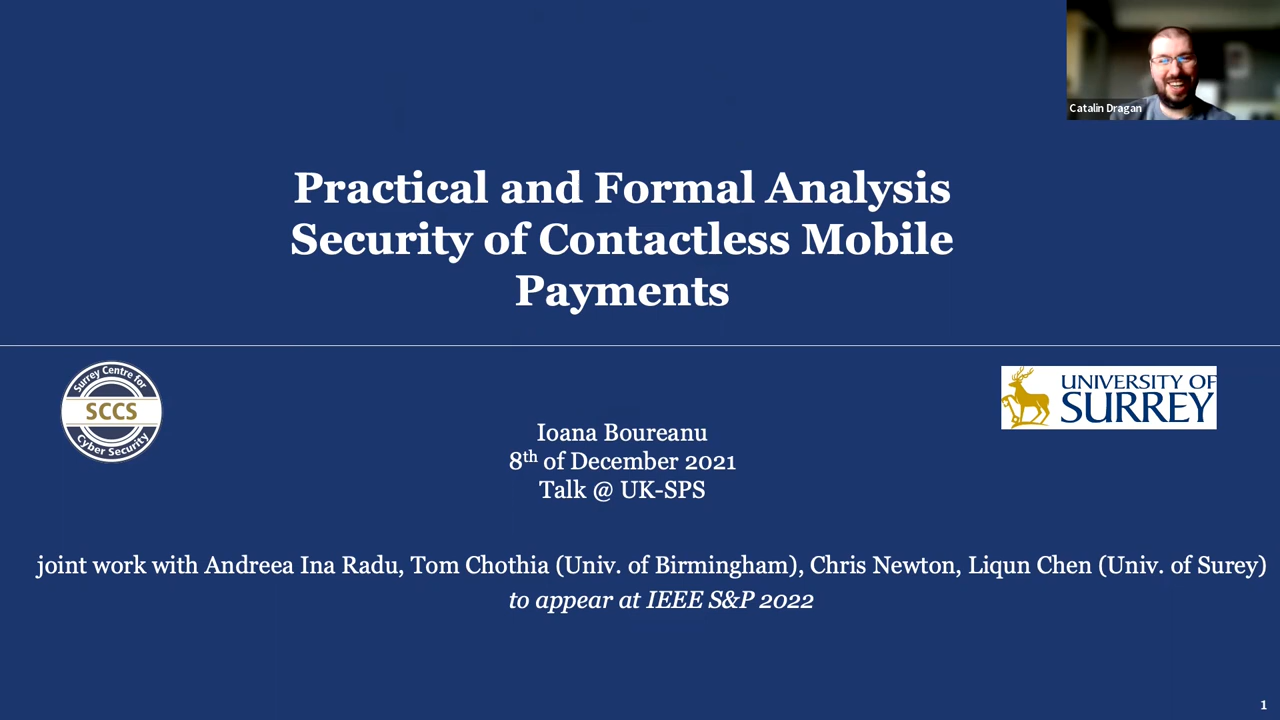 Catalin Dragan
Practical and Formal Analysis
Security of Contactless Mobile
Payments
Surrey Centre for
SCCS
Cyber Security
UNIVERSITY OF
SURREY
Ioana Boureanu
8th of December 2021
Talk @ UK-SPS
joint work with Andreea Ina Radu, Tom Chothia (Univ. of Birmingham), Chris Newton, Liqun Chen (Univ. of Surey)
to appear at IEEE S&P 2022
1